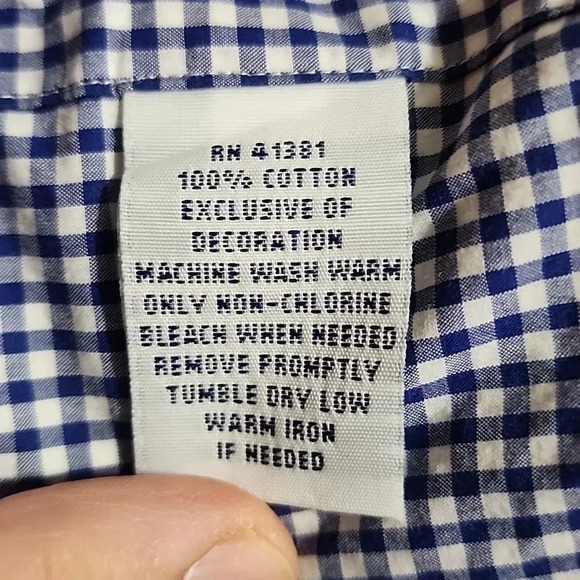 RN 41381
100% COTTON
EXCLUSIVE OF
DECORATION
MACHINE WASH WARM
ONLY NON-CHLORINE
BLEACH WHEN NEEDED
REMOVE PROMPTLY
TUMBLE DRY LOW
WARM IRON
IF NEEDED